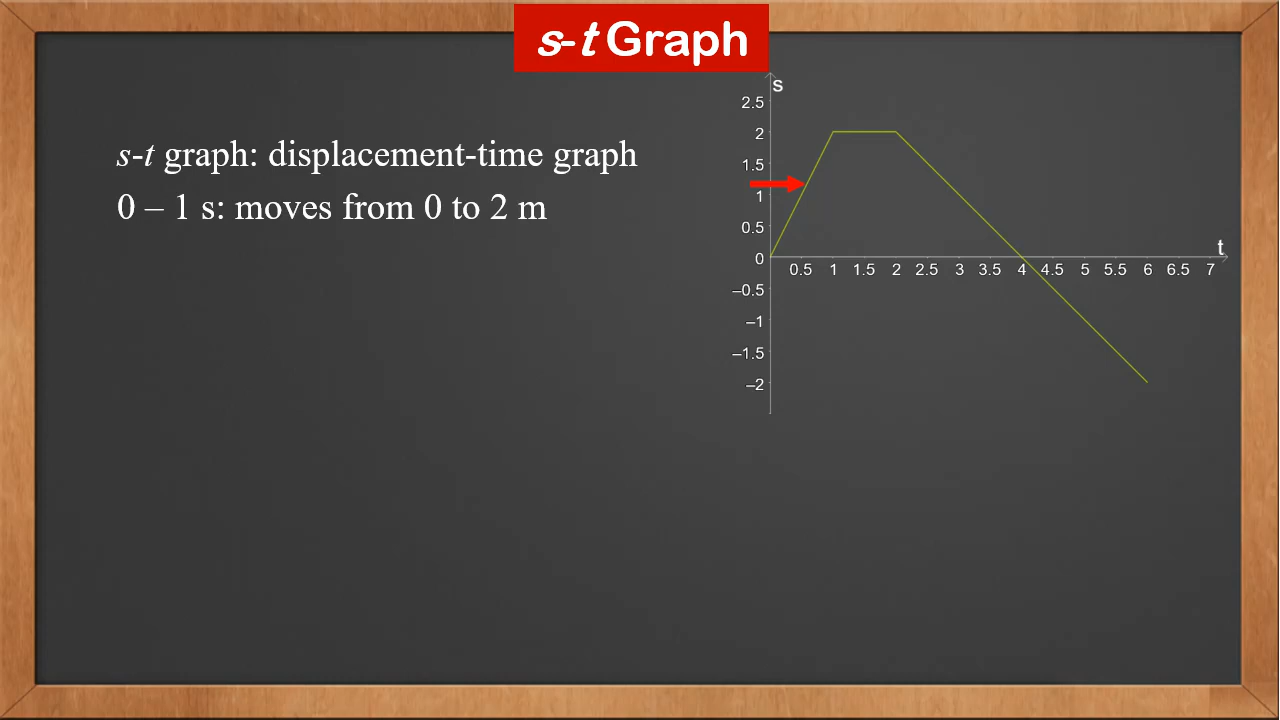 s-t Graph
s-t graph: displacement-time graph
0 – 1 s: moves from 0 to 2 m
s
2.5
2
1.5
1
0.5
0
–0.5
–1
–1.5
–2
0.5 1 1.5 2 2.5 3 3.5 4 4.5 5 5.5 6 6.5 7
t